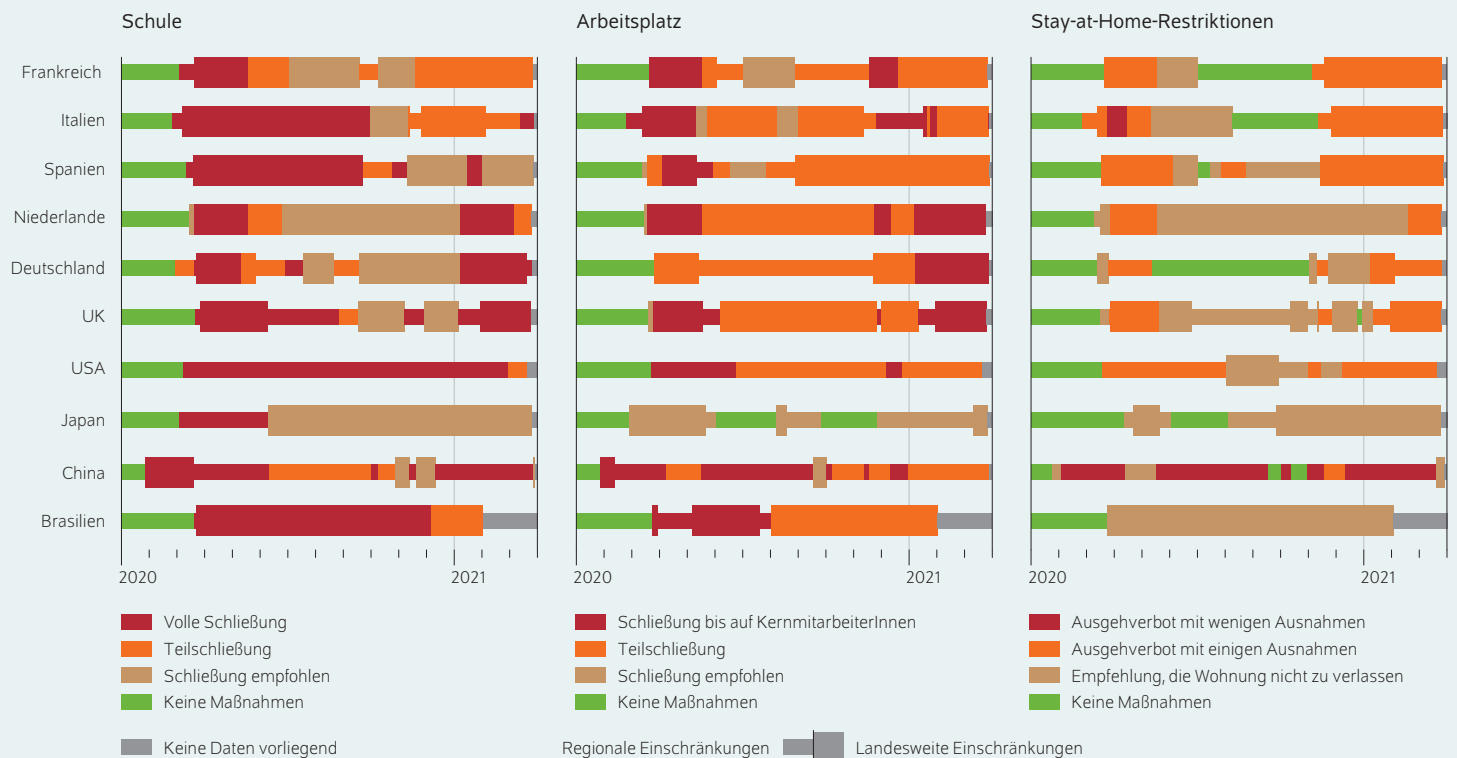 Schule Arbeitsplatz Stay-at-Home-Restriktionen
Frankreich
Italien
Spanien
Niederlande
Deutschland
UK
USA
Japan
China
Brasilien
2020 2021 2020 2021 2020 2021
Volle Schließung
Teilschließung
Schließung empfohlen
Keine Maßnahmen
Schließung bis auf KernmitarbeiterInnen
Teilschließung
Schließung empfohlen
Keine Maßnahmen
Ausgehverbot mit wenigen Ausnahmen
Ausgehverbot mit einigen Ausnahmen
Empfehlung, die Wohnung nicht zu verlassen
Keine Maßnahmen
Keine Daten vorliegend
Regionale Einschränkungen Landesweite Einschränkungen